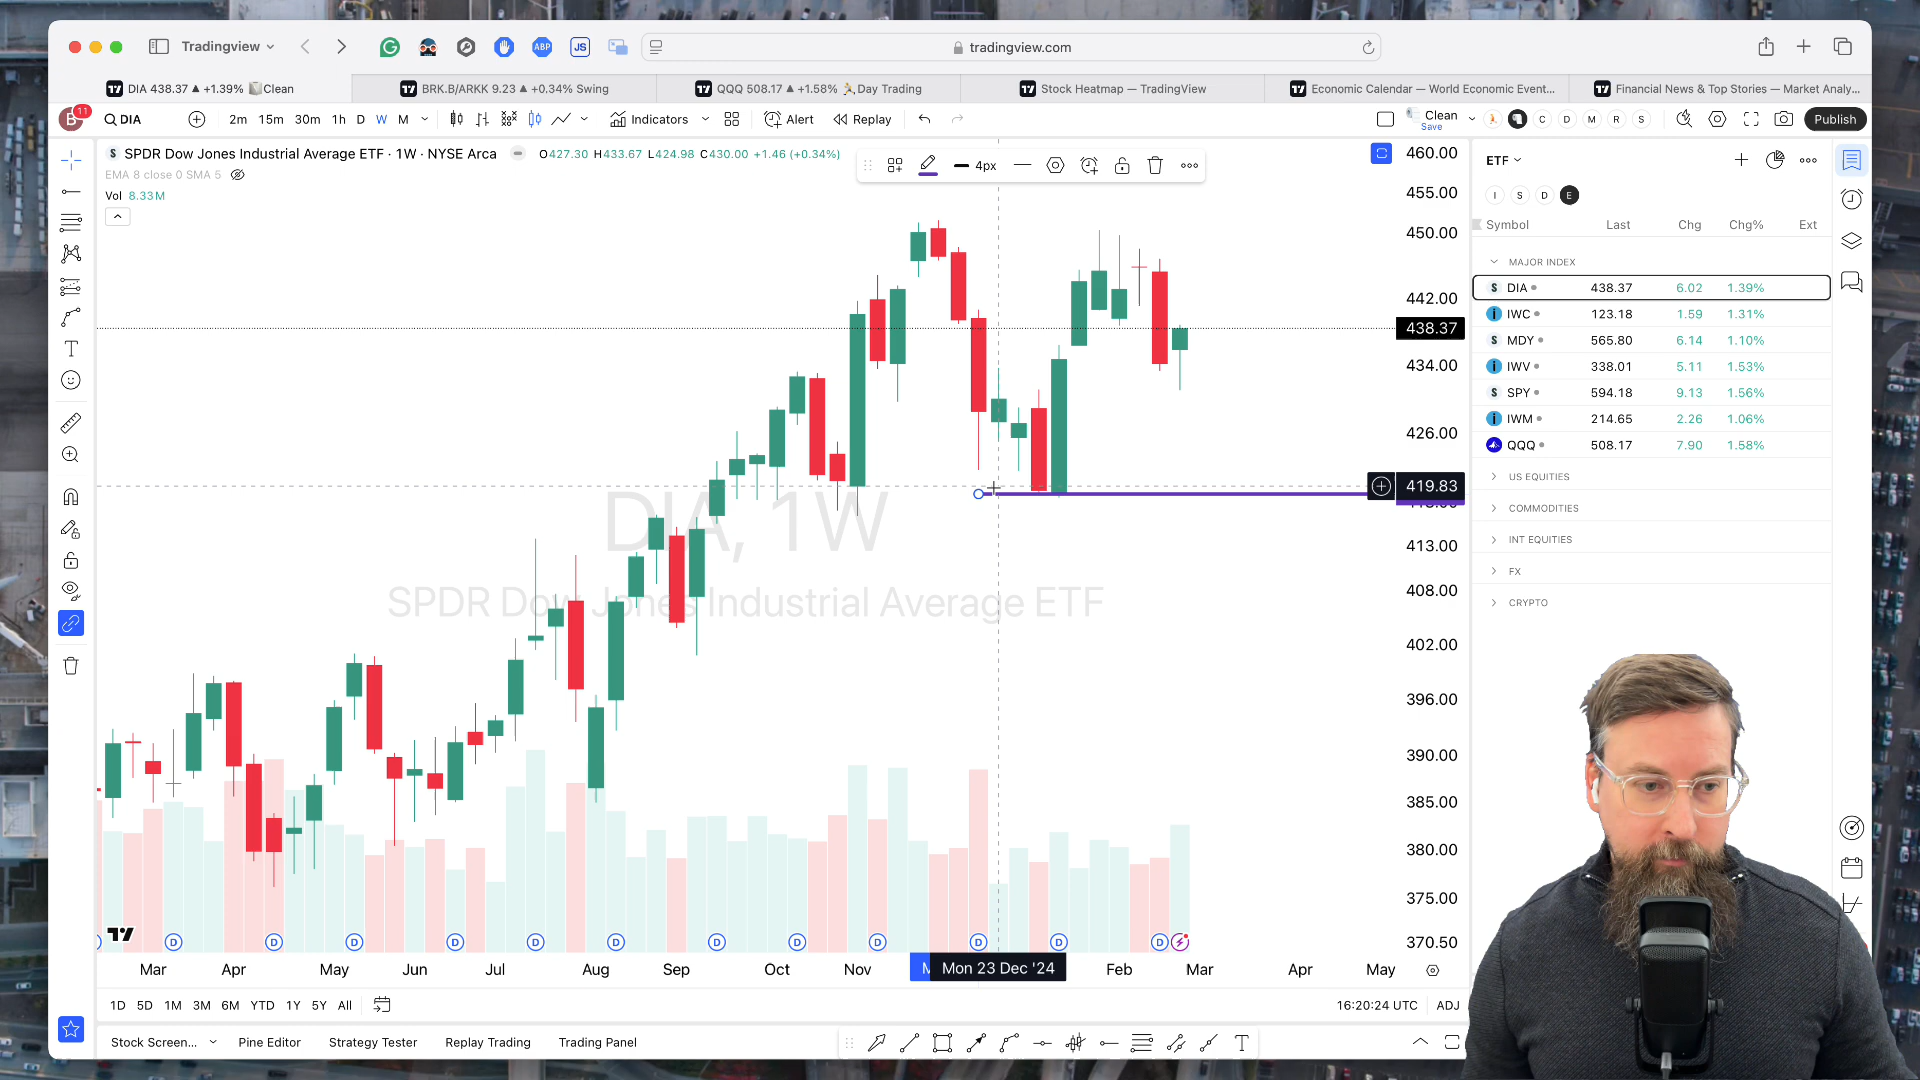 Tradingview
ABP
JS
tradingview.com
DIA 438.37 ▲ +1.39% Clean
BRK.B/ARKK 9.23 ▲ +0.34% Swing
QQQ 508.17 ▲ +1.58% Day Trading
Stock Heatmap — TradingView
Economic Calendar — World Economic Event...
Financial News & Top Stories — Market Analy...
B
11
DIA
2m 15m 30m 1h D W M
Indicators
Alert
Replay
Clean
Save
C D M R S
Publish
SPDR Dow Jones Industrial Average ETF · 1W · NYSE Arca
O427.30 H433.67 L424.98 C430.00 +1.46 (+0.34%)
EMA 8 close 0 SMA 5
Vol 8.33M
4px
460.00
455.00
450.00
442.00
438.37
434.00
426.00
419.83
413.00
408.00
402.00
396.00
390.00
385.00
380.00
375.00
370.50
DIA, 1W
SPDR Dow Jones Industrial Average ETF
D D D D D D D D D D D D
Mar Apr May Jun Jul Aug Sep Oct Nov Mon 23 Dec '24 Feb Mar Apr May
1D 5D 1M 3M 6M YTD 1Y 5Y All
16:20:24 UTC ADJ
Stock Screen... Pine Editor Strategy Tester Replay Trading Trading Panel
ETF
I S D E
Symbol Last Chg Chg% Ext
MAJOR INDEX
DIA 438.37 6.02 1.39%
IWC 123.18 1.59 1.31%
MDY 565.80 6.14 1.10%
IWV 338.01 5.11 1.53%
SPY 594.18 9.13 1.56%
IWM 214.65 2.26 1.06%
QQQ 508.17 7.90 1.58%
US EQUITIES
COMMODITIES
INT EQUITIES
FX
CRYPTO